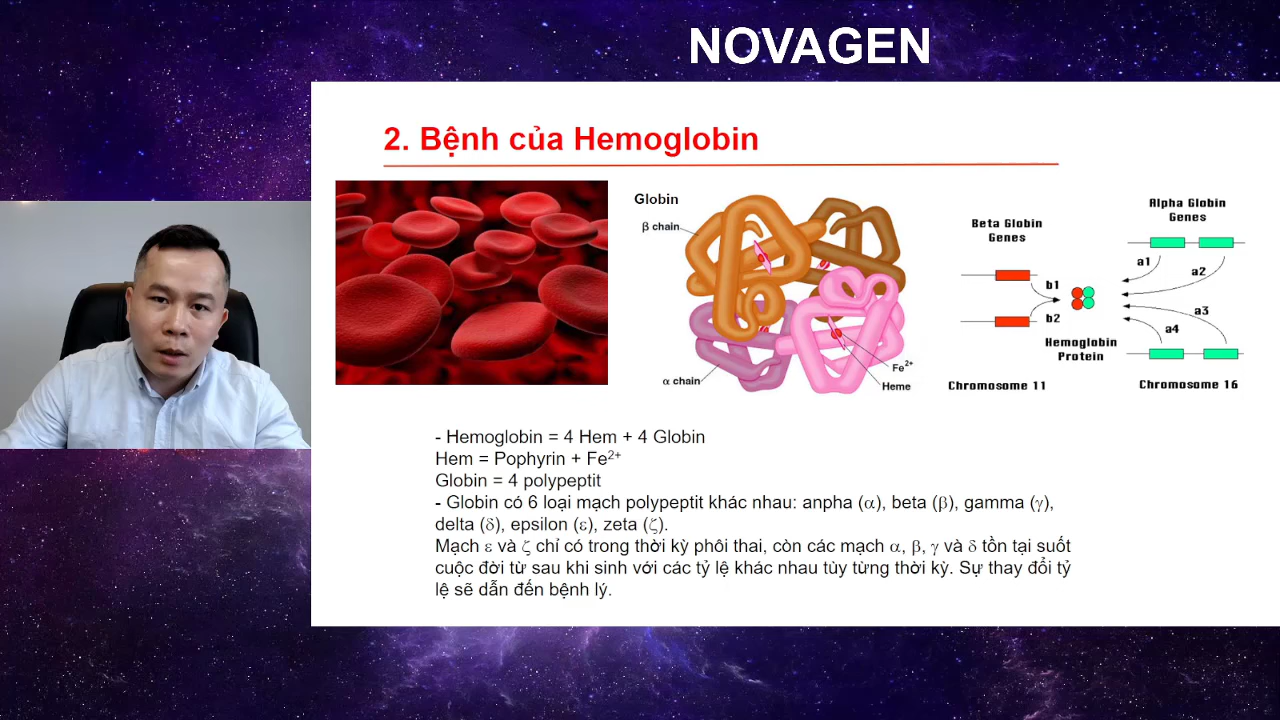 NOVAGEN
2. Bệnh của Hemoglobin
Globin
β chain
α chain
Fe²⁺
Heme
Beta Globin
Genes
Alpha Globin
Genes
a1
a2
b1
b2
a3
a4
Hemoglobin
Protein
Chromosome 11
Chromosome 16
- Hemoglobin = 4 Hem + 4 Globin
Hem = Pophyrin + Fe²⁺
Globin = 4 polypeptit
- Globin có 6 loại mạch polypeptit khác nhau: anpha (α), beta (β), gamma (γ),
delta (δ), epsilon (ε), zeta (ζ).
Mạch ε và ζ chỉ có trong thời kỳ phôi thai, còn các mạch α, β, γ và δ tồn tại suốt
cuộc đời từ sau khi sinh với các tỷ lệ khác nhau tùy từng thời kỳ. Sự thay đổi tỷ
lệ sẽ dẫn đến bệnh lý.